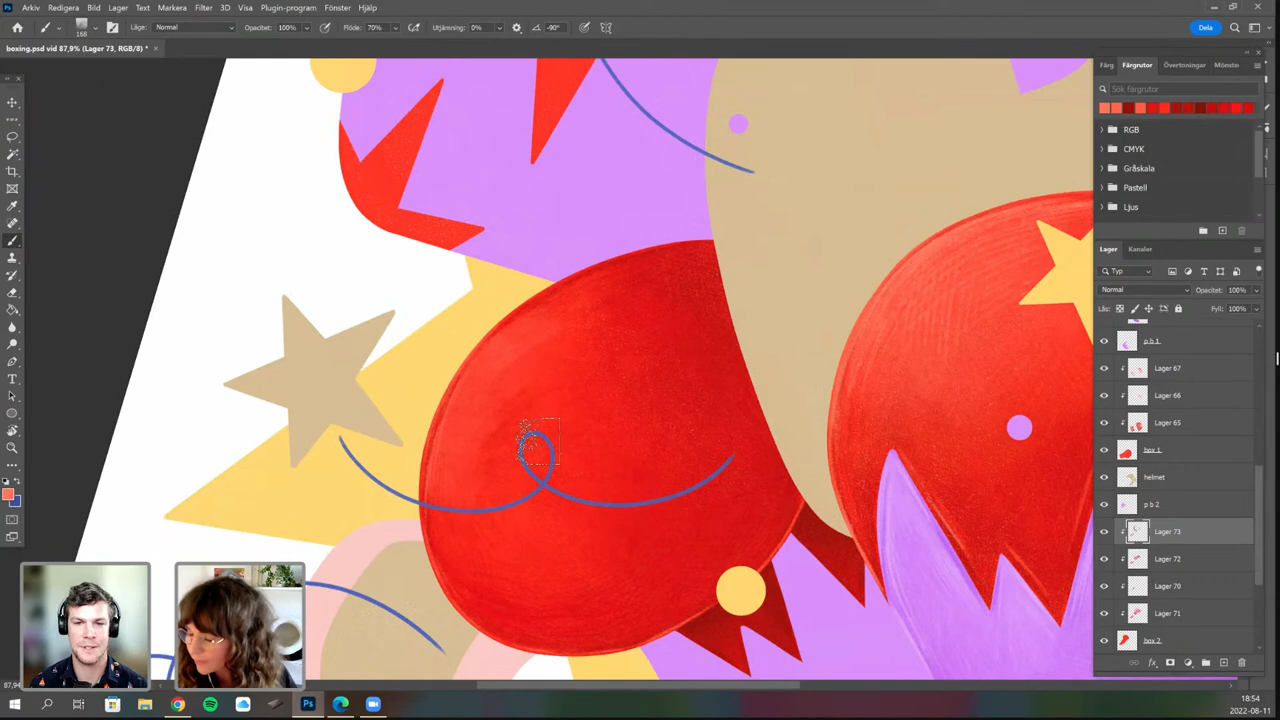 Arkiv Redigera Bild Lager Text Markera Filter 3D Visa Plugin-program Fönster Hjälp
168 Läge: Normal Opacitet: 100% Flöde: 70% Utjämning: 0% -90° Dela
boxing.psd vid 87,9% (Lager 73, RGB/8) *
Färg Färgrutor Övertoningar Mönste
Sök färgrutor
RGB
CMYK
Gråskala
Pastell
Ljus
Lager Kanaler
Typ
Normal Opacitet: 100%
Lås: Fyll: 100%
p b 1
Lager 67
Lager 66
Lager 65
box 1
helmet
p b 2
Lager 73
Lager 72
Lager 70
Lager 71
box 2
18:54
2022-08-11